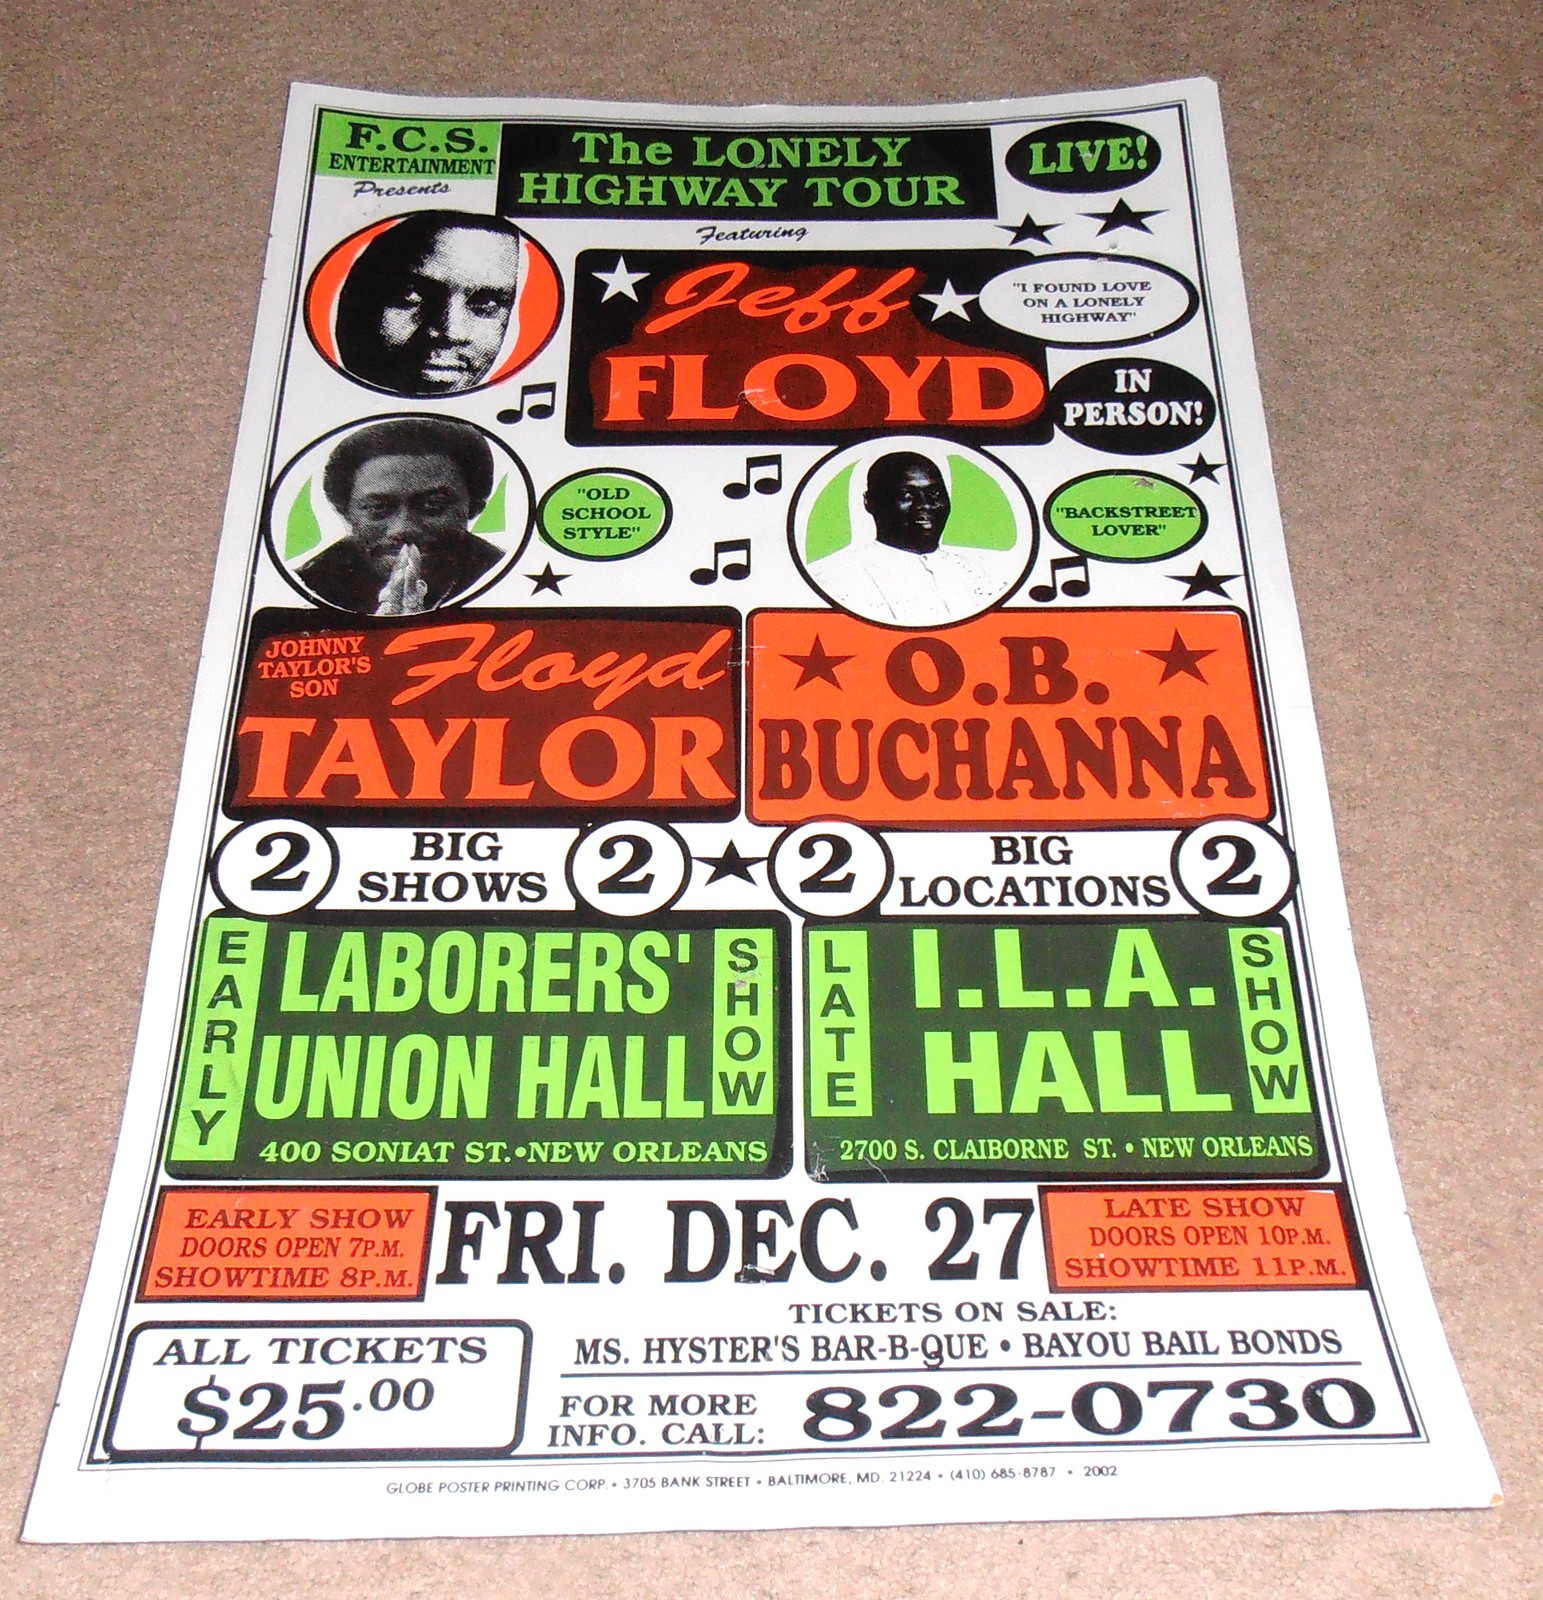 F.C.S.
ENTERTAINMENT
Presents
The LONELY
HIGHWAY TOUR
LIVE!
Featuring
Jeff
FLOYD
"I FOUND LOVE
ON A LONELY
HIGHWAY"
IN
PERSON!
"OLD
SCHOOL
STYLE"
"BACKSTREET
LOVER"
JOHNNY
TAYLOR'S
SON
Floyd
TAYLOR
O.B.
BUCHANNA
2 BIG SHOWS 2
2 BIG LOCATIONS 2
EARLY
LABORERS'
UNION HALL
SHOW
400 SONIAT ST.•NEW ORLEANS
LATE
I.L.A.
HALL
SHOW
2700 S. CLAIBORNE ST. • NEW ORLEANS
EARLY SHOW
DOORS OPEN 7P.M.
SHOWTIME 8P.M.
FRI. DEC. 27
LATE SHOW
DOORS OPEN 10P.M.
SHOWTIME 11P.M.
ALL TICKETS
$25.00
TICKETS ON SALE:
MS. HYSTER'S BAR-B-QUE • BAYOU BAIL BONDS
FOR MORE
INFO. CALL:
822-0730
GLOBE POSTER PRINTING CORP. • 3705 BANK STREET • BALTIMORE, MD. 21224 • (410) 685-8787 • 2002